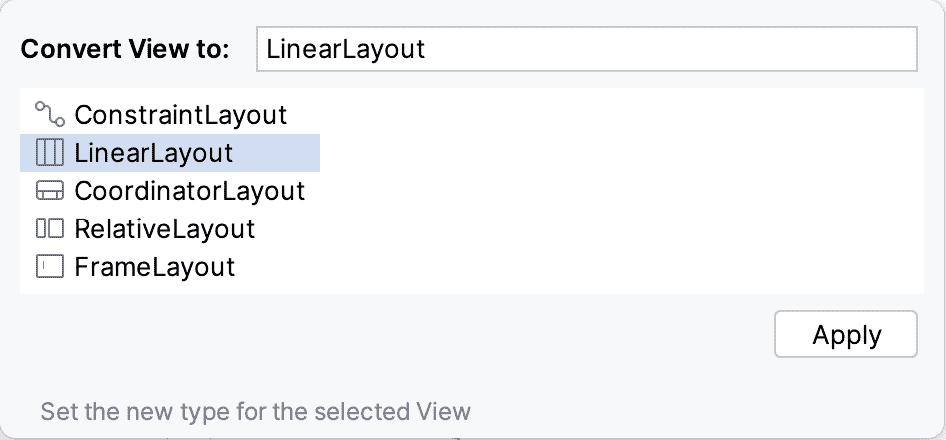 Convert View to: LinearLayout
ConstraintLayout
LinearLayout
CoordinatorLayout
RelativeLayout
FrameLayout
Apply
Set the new type for the selected View